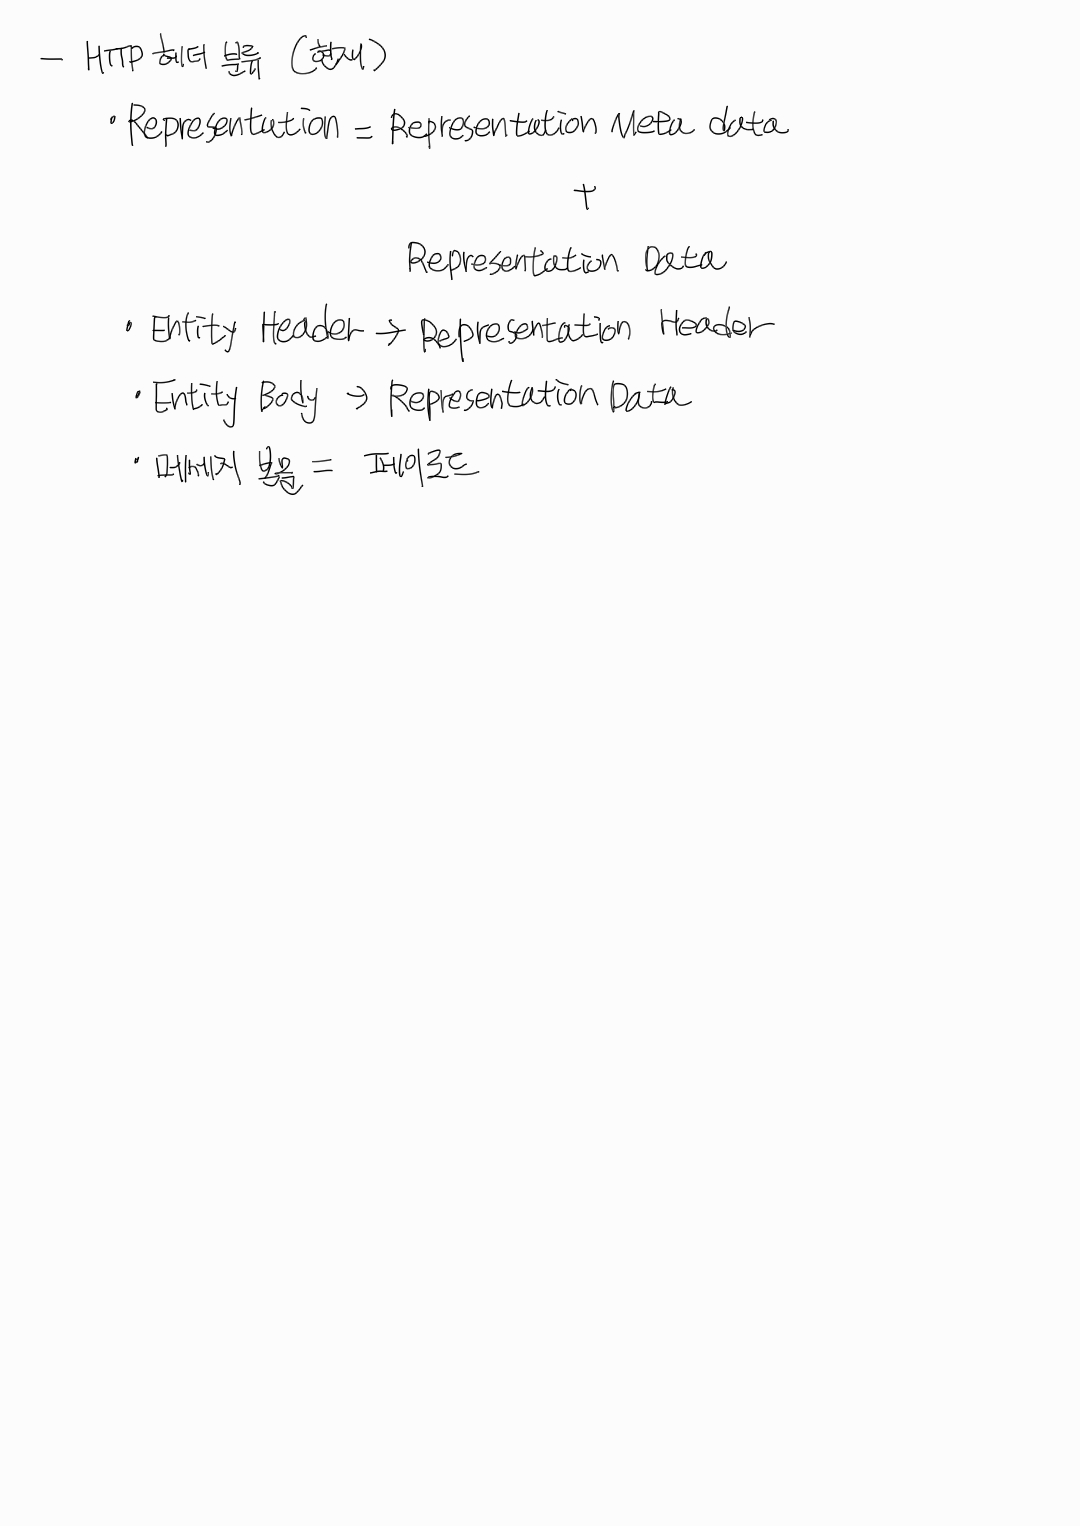 - HTTP 헤더 분류 (현재)
• Representation = Representation Meta data
+
Representation Data
• Entity Header → Representation Header
• Entity Body → Representation Data
• 메세지 본문 = 페이로드